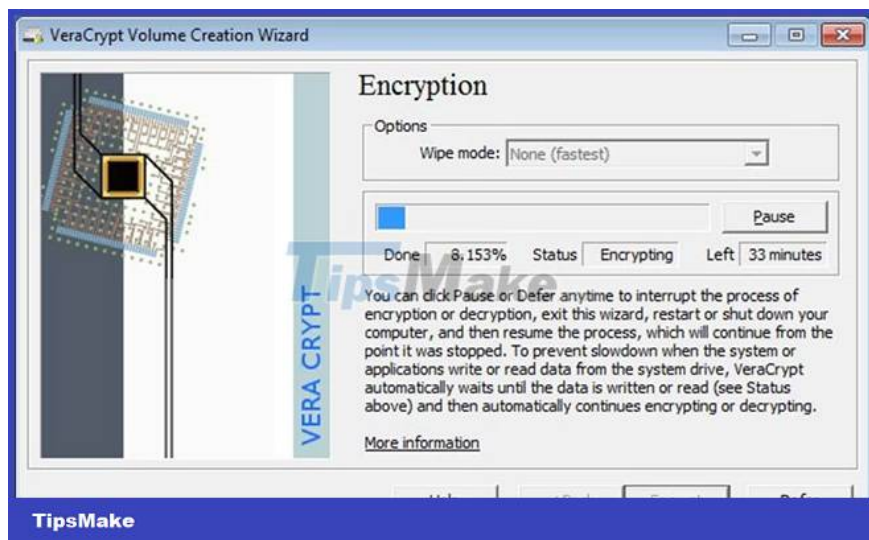 VeraCrypt Volume Creation Wizard
Encryption
Options
Wipe mode: None (fastest)
Pause
Done 8.153% Status Encrypting Left 33 minutes
TipsMake
You can click Pause or Defer anytime to interrupt the process of
encryption or decryption, exit this wizard, restart or shut down your
computer, and then resume the process, which will continue from the
point it was stopped. To prevent slowdown when the system or
applications write or read data from the system drive, VeraCrypt
automatically waits until the data is written or read (see Status
above) and then automatically continues encrypting or decrypting.
More information
VERA CRYPT
TipsMake